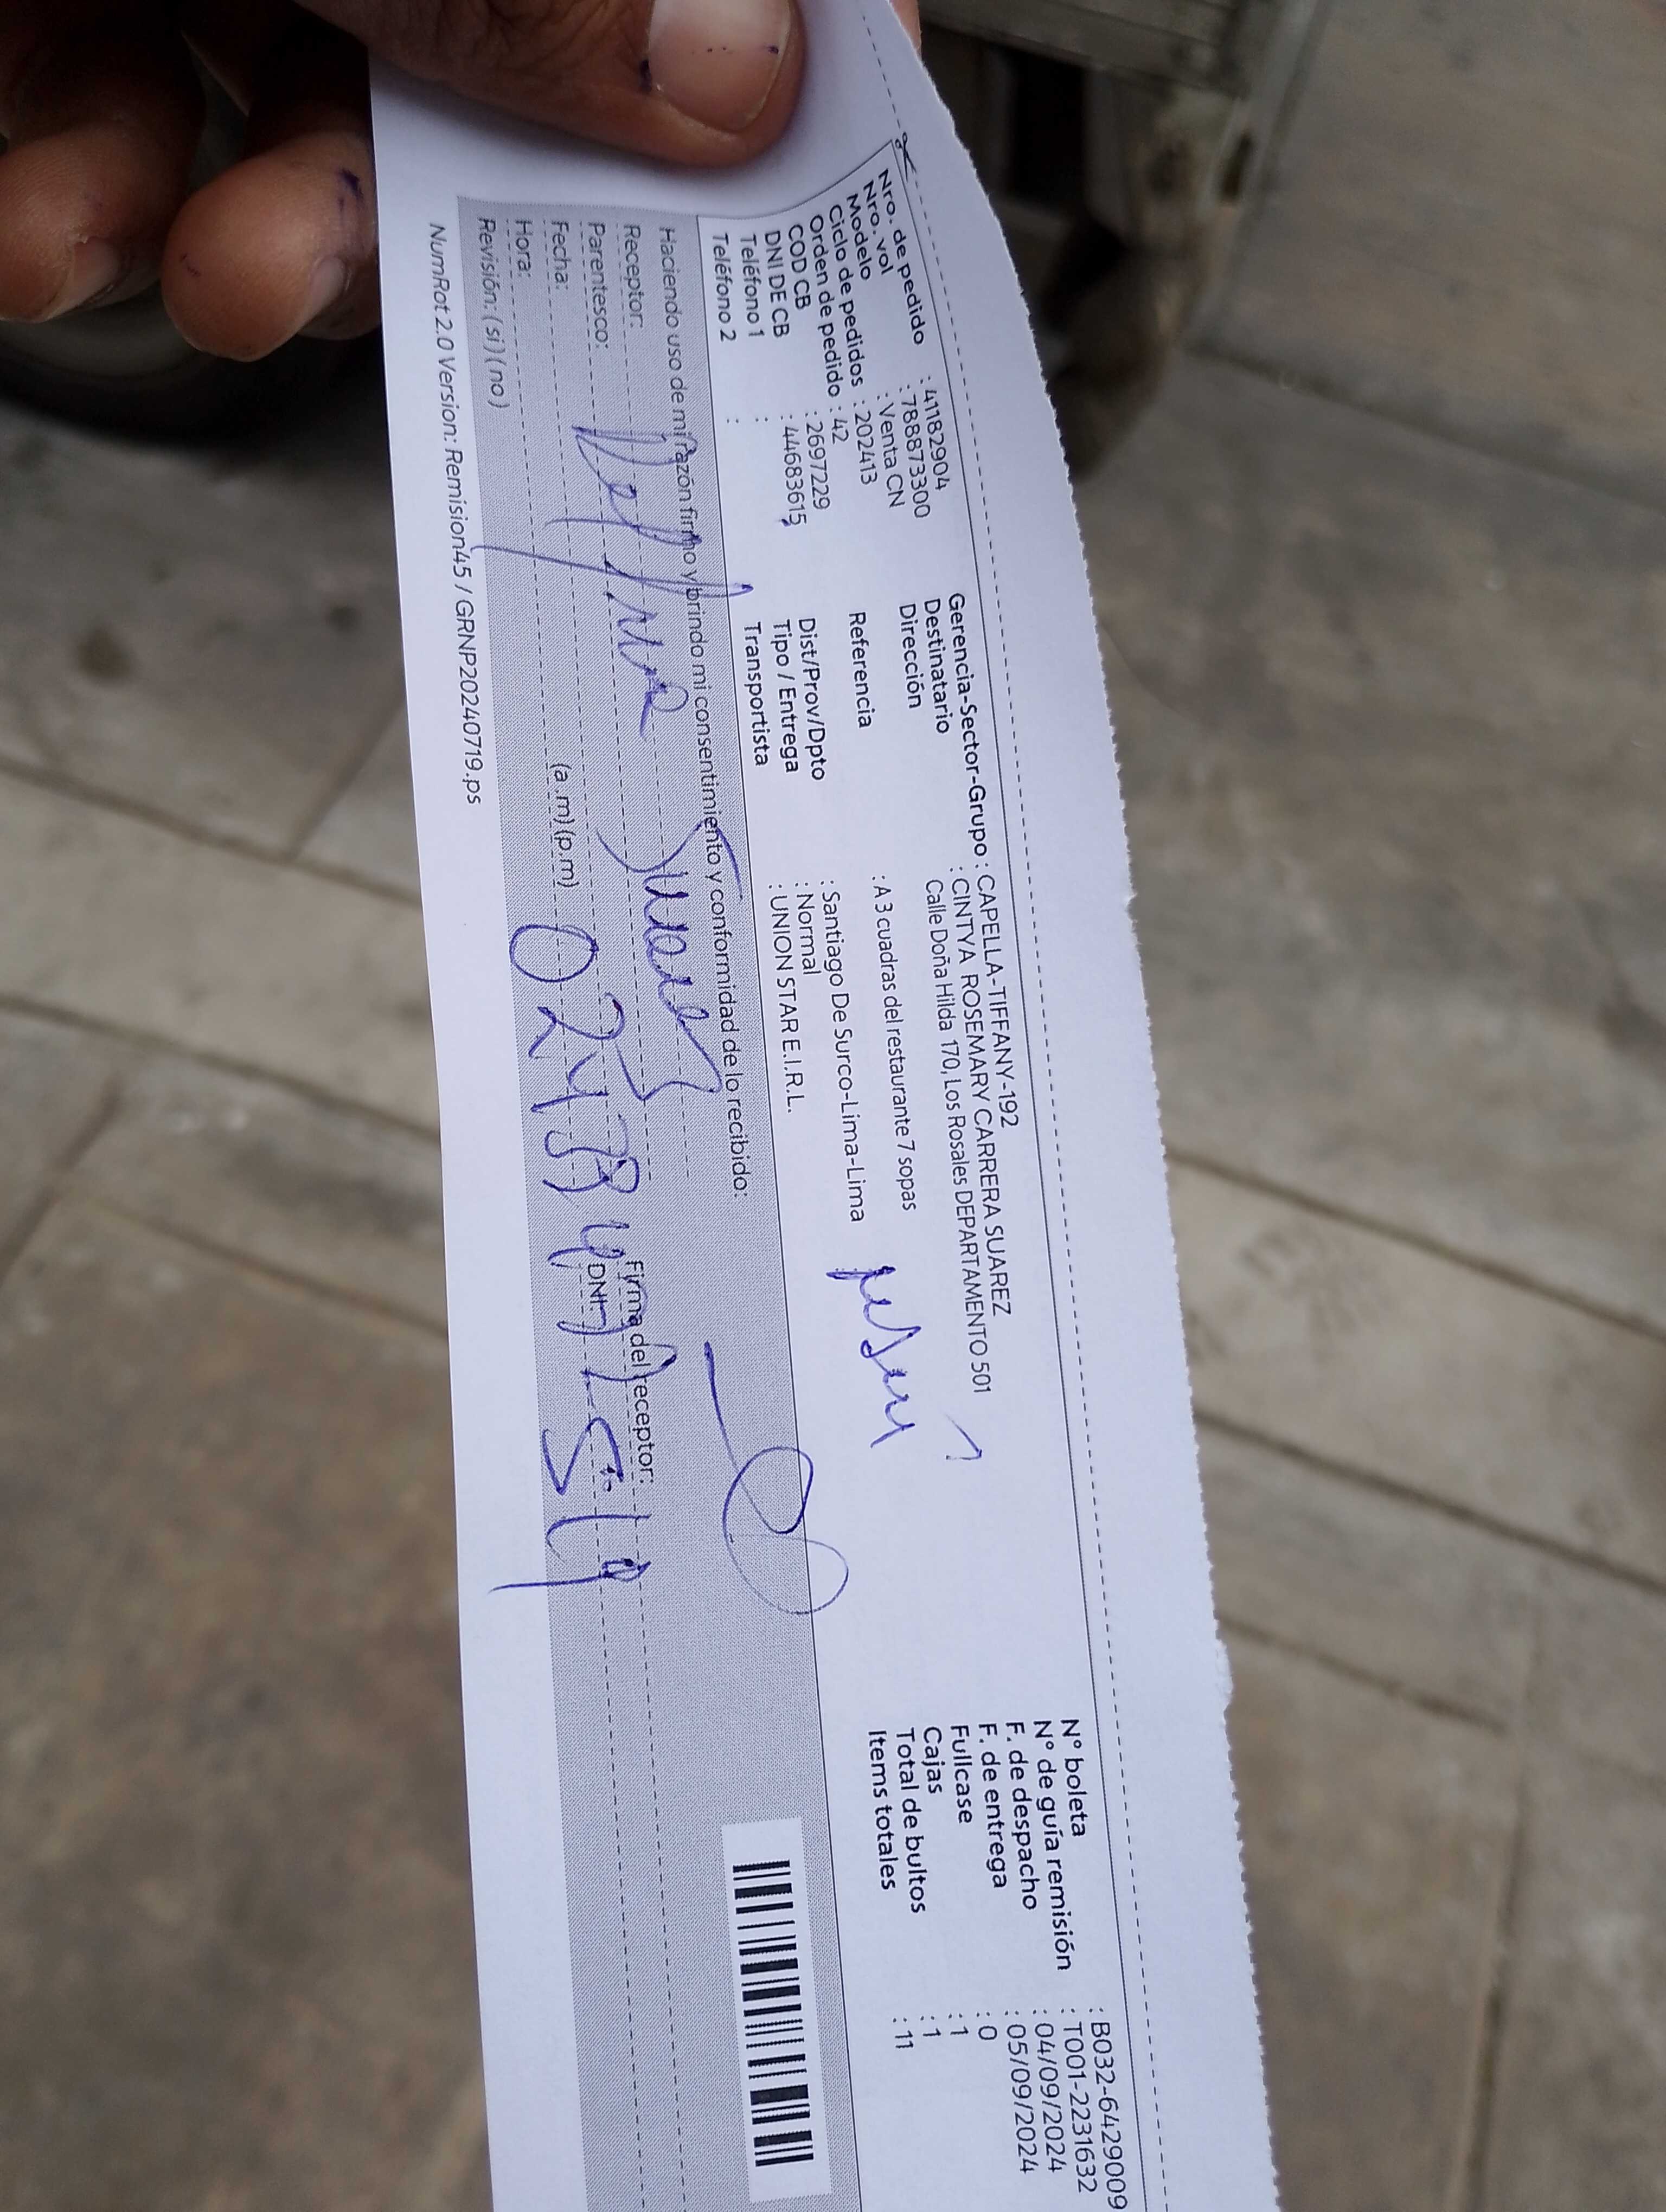 Nro. de pedido : 41182904
Nro. vol : 788873300
Modelo : Venta CN
Ciclo de pedidos : 202413
Orden de pedido : 42
COD CB : 2697229
DNI DE CB : 44683615
Teléfono 1 :
Teléfono 2 :
Gerencia-Sector-Grupo : CAPELLA-TIFFANY-192
Destinatario : CINTYA ROSEMARY CARRERA SUAREZ
Dirección Calle Doña Hilda 170, Los Rosales DEPARTAMENTO 501
Referencia : A 3 cuadras del restaurante 7 sopas
Dist/Prov/Dpto : Santiago De Surco-Lima-Lima
Tipo / Entrega : Normal
Transportista : UNION STAR E.I.R.L.
N° boleta : B032-6429009
N° de guía remisión : T001-2231632
F. de despacho : 04/09/2024
F. de entrega : 05/09/2024
Fullcase : 0
Cajas : 1
Total de bultos : 1
Items totales : 11
Haciendo uso de mi razón firmo y brindo mi consentimiento y conformidad de lo recibido:
Receptor:
Parentesco:
Fecha:
Hora: (a.m) (p.m)
Revisión: (si) (no)
Firma del receptor:
DNI:
NumRot 2.0 Version: Remision45 / GRNP20240719.ps